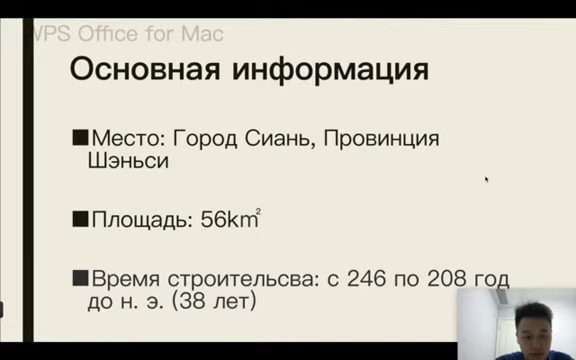 WPS Office for Mac
Основная информация
■Место: Город Сиань, Провинция
Шэньси
■Площадь: 56km²
■Время строительсва: с 246 по 208 год
до н. э. (38 лет)